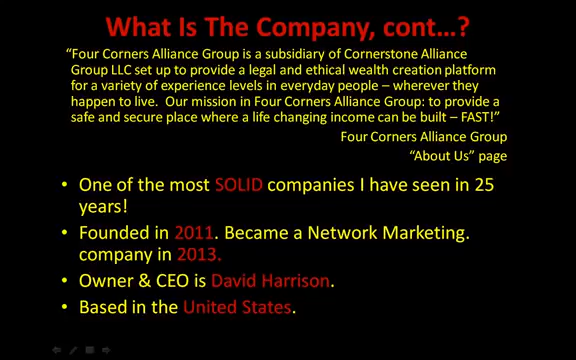 What Is The Company, cont…?
“Four Corners Alliance Group is a subsidiary of Cornerstone Alliance
Group LLC set up to provide a legal and ethical wealth creation platform
for a variety of experience levels in everyday people – wherever they
happen to live. Our mission in Four Corners Alliance Group: to provide a
safe and secure place where a life changing income can be built – FAST!”
Four Corners Alliance Group
“About Us” page
• One of the most SOLID companies I have seen in 25
years!
• Founded in 2011. Became a Network Marketing.
company in 2013.
• Owner & CEO is David Harrison.
• Based in the United States.